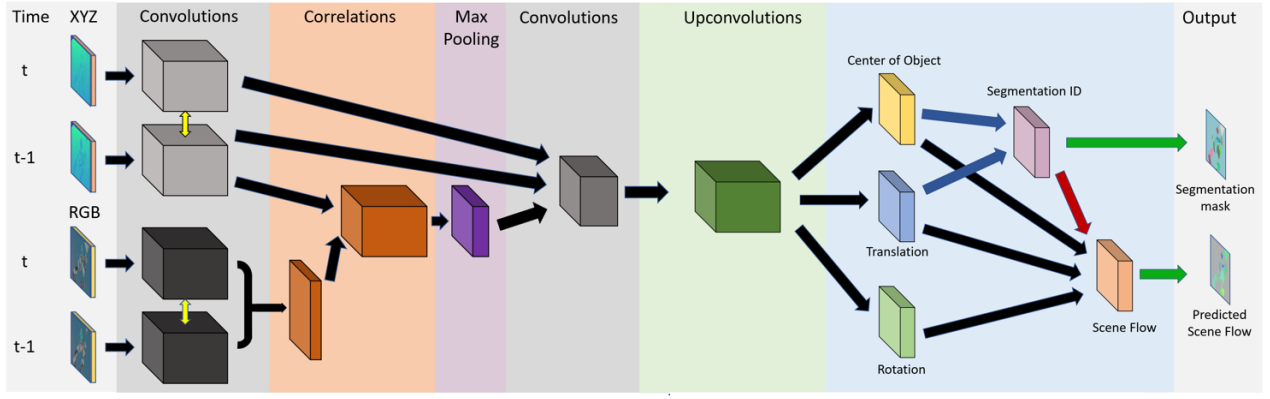 Time
XYZ
Convolutions
Correlations
Max
Pooling
Convolutions
Upconvolutions
Output
t
t-1
RGB
t
t-1
Center of Object
Segmentation ID
Translation
Rotation
Scene Flow
Segmentation
mask
Predicted
Scene Flow